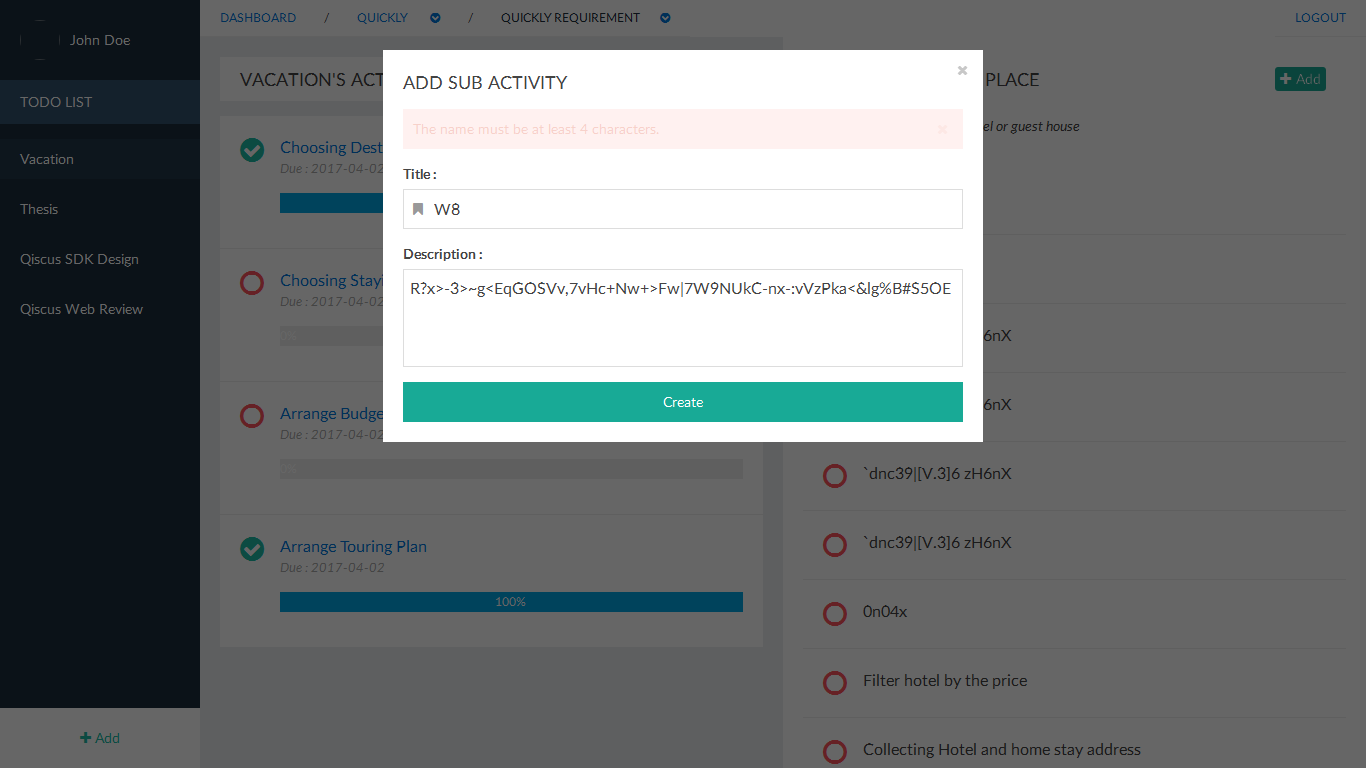 John Doe
TODO LIST
Vacation
Thesis
Qiscus SDK Design
Qiscus Web Review
Add
DASHBOARD / QUICKLY / QUICKLY REQUIREMENT
LOGOUT
VACATION'S ACT
Choosing Dest
Due : 2017-04-02
Choosing Stayi
Arrange Budge
Due : 2017-04-02
0%
Arrange Touring Plan
Due : 2017-04-02
100%
ADD SUB ACTIVITY
The name must be at least 4 characters.
Title :
W8
Description :
R?x>-3>~g<EqGOSVv,7vHc+Nw+>Fw|7W9NUkC-nx-:vVzPka<&lg%B#S5OE
Create
PLACE
Add
el or guest house
6nX
6nX
`dnc39|[V.3]6 zH6nX
`dnc39|[V.3]6 zH6nX
0n04x
Filter hotel by the price
Collecting Hotel and home stay address